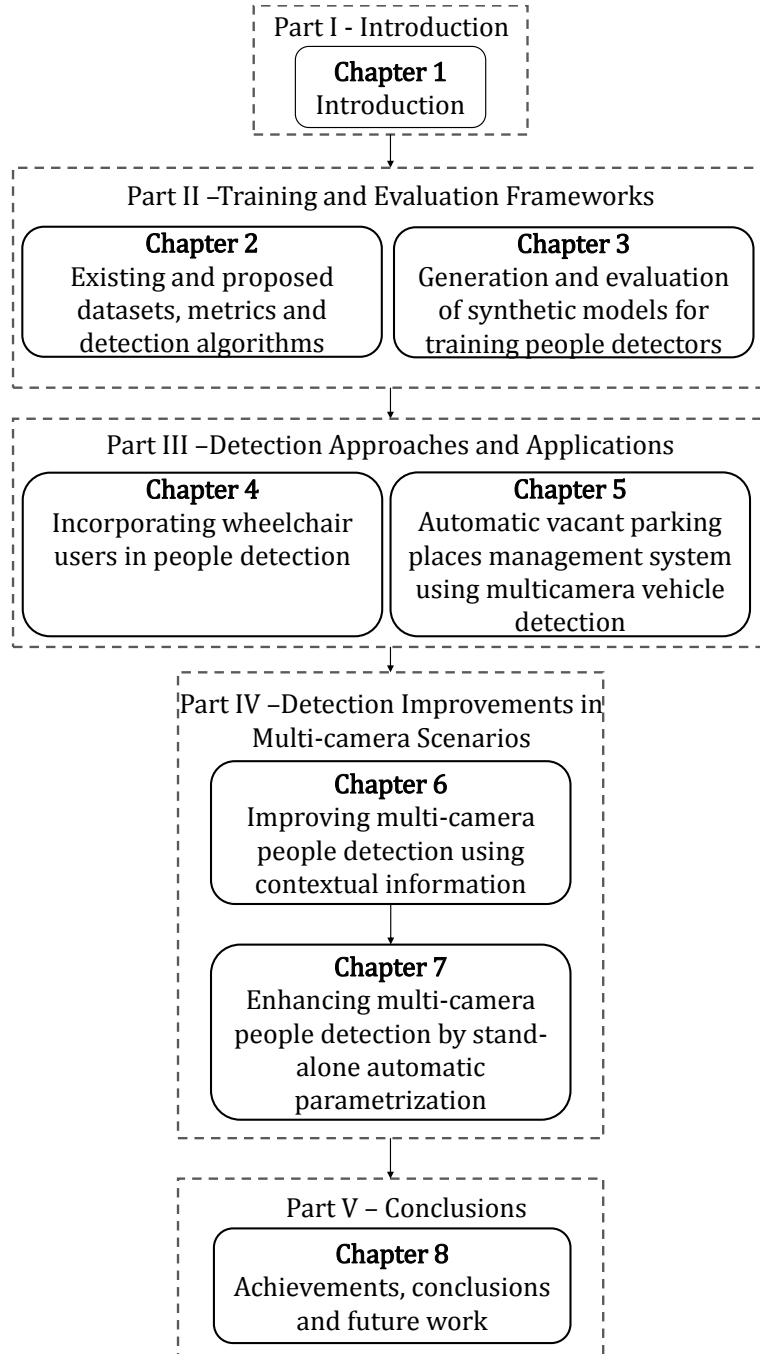 Part I - Introduction
Chapter 1
Introduction
Part II –Training and Evaluation Frameworks
Chapter 2
Existing and proposed
datasets, metrics and
detection algorithms
Chapter 3
Generation and evaluation
of synthetic models for
training people detectors
Part III –Detection Approaches and Applications
Chapter 4
Incorporating wheelchair
users in people detection
Chapter 5
Automatic vacant parking
places management system
using multicamera vehicle
detection
Part IV –Detection Improvements in
Multi-camera Scenarios
Chapter 6
Improving multi-camera
people detection using
contextual information
Chapter 7
Enhancing multi-camera
people detection by stand-
alone automatic
parametrization
Part V – Conclusions
Chapter 8
Achievements, conclusions
and future work